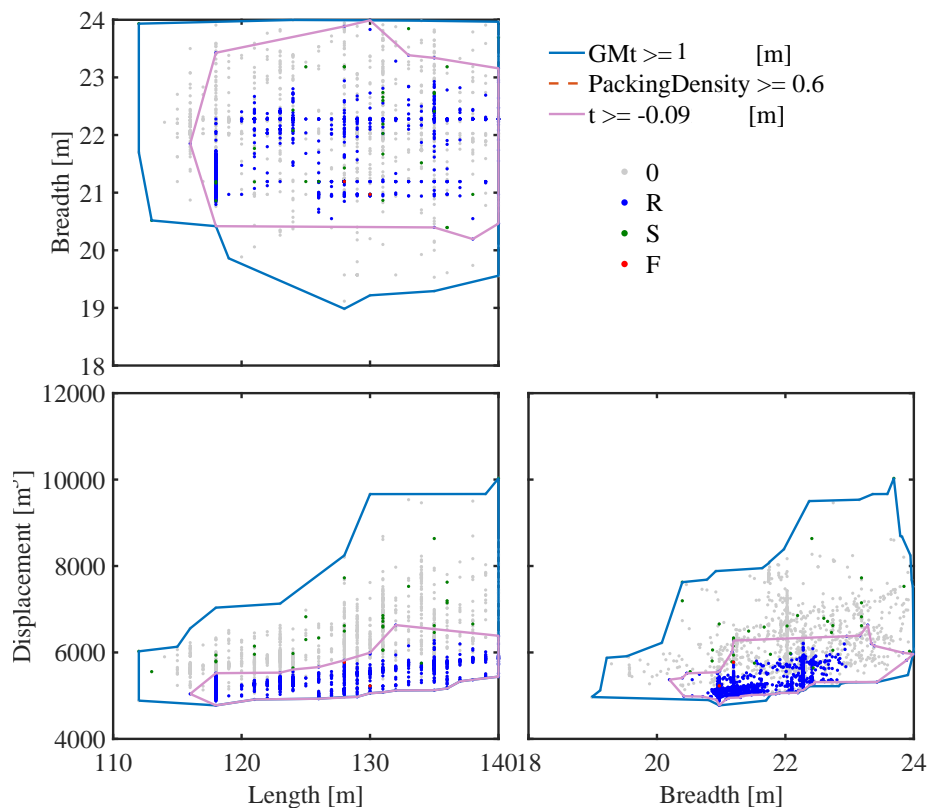 24
23
22
21
20
19
18
Breadth [m]
GMt >= 1 [m]
PackingDensity >= 0.6
t >= -0.09 [m]
0
R
S
F
12000
10000
8000
6000
4000
Displacement [m³]
110 120 130 140
Length [m]
18 20 22 24
Breadth [m]